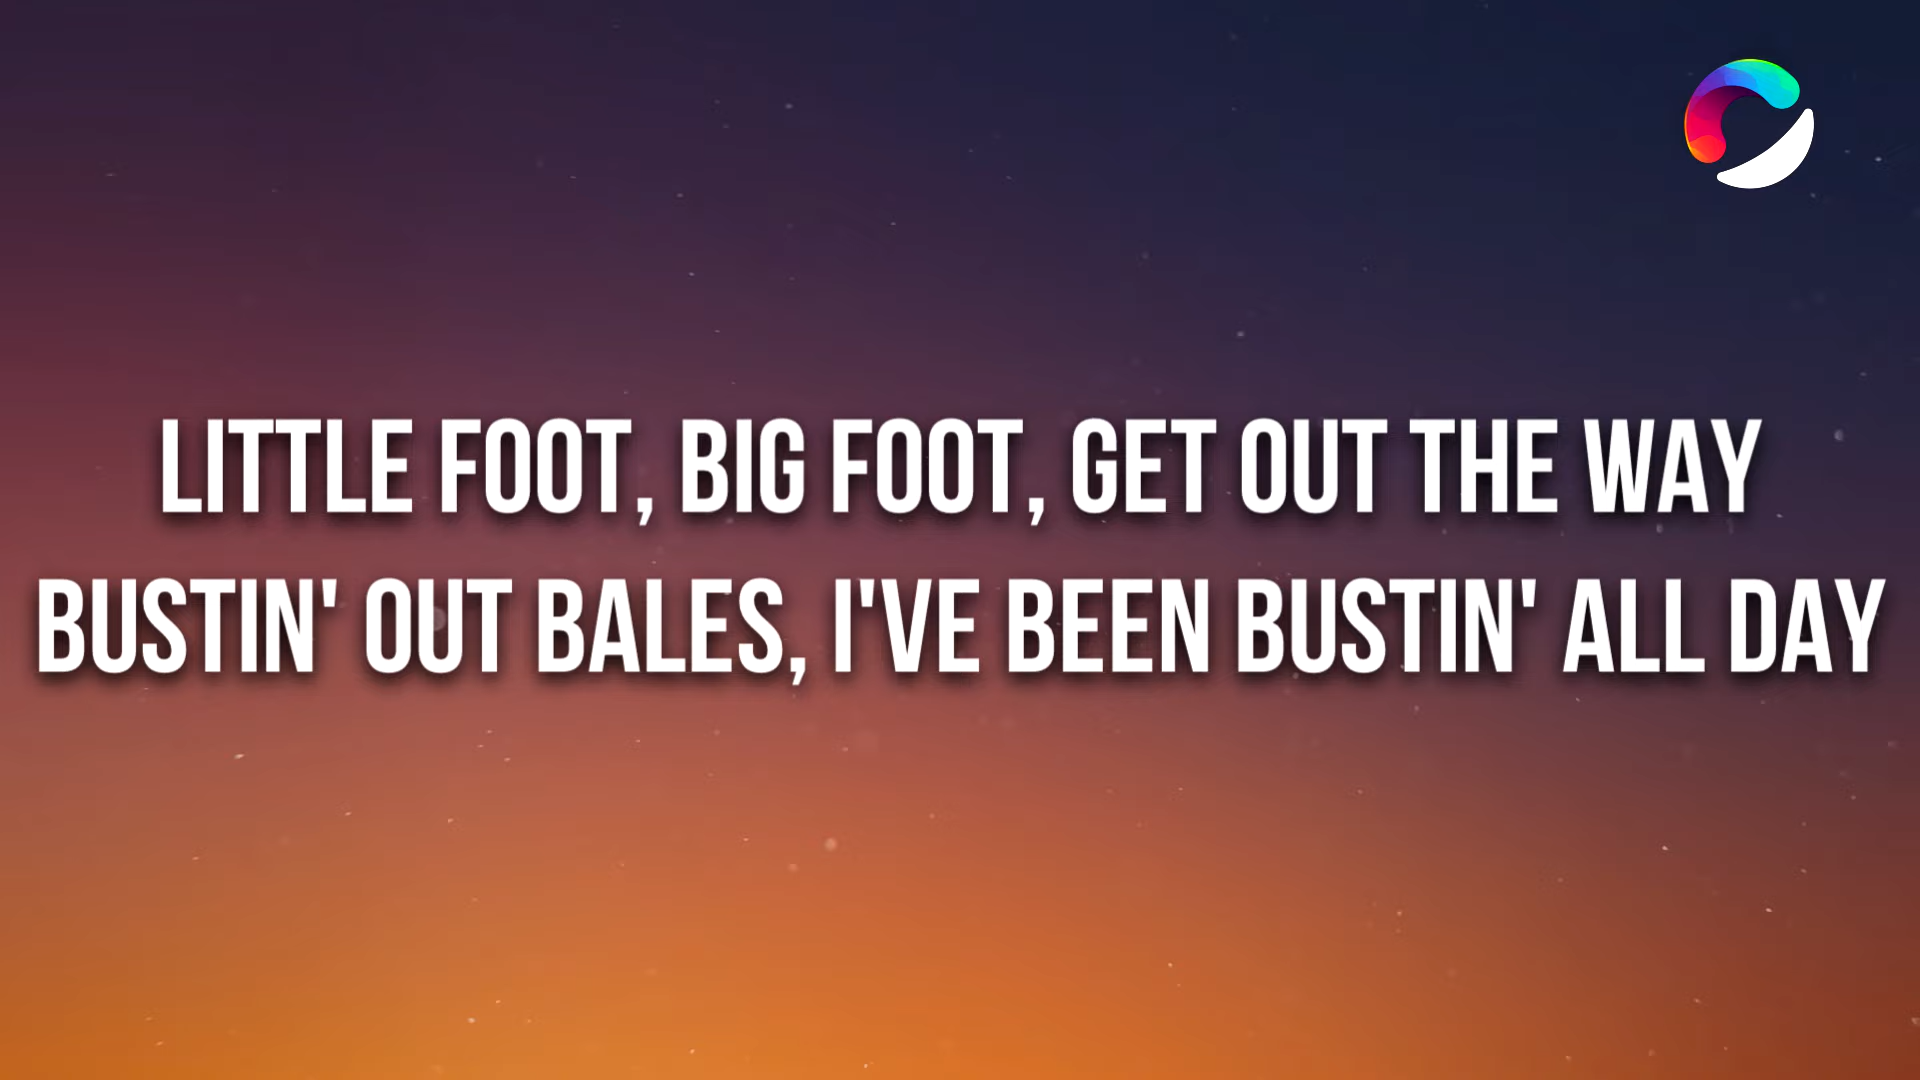 LITTLE FOOT, BIG FOOT, GET OUT THE WAY
BUSTIN' OUT BALES, I'VE BEEN BUSTIN' ALL DAY